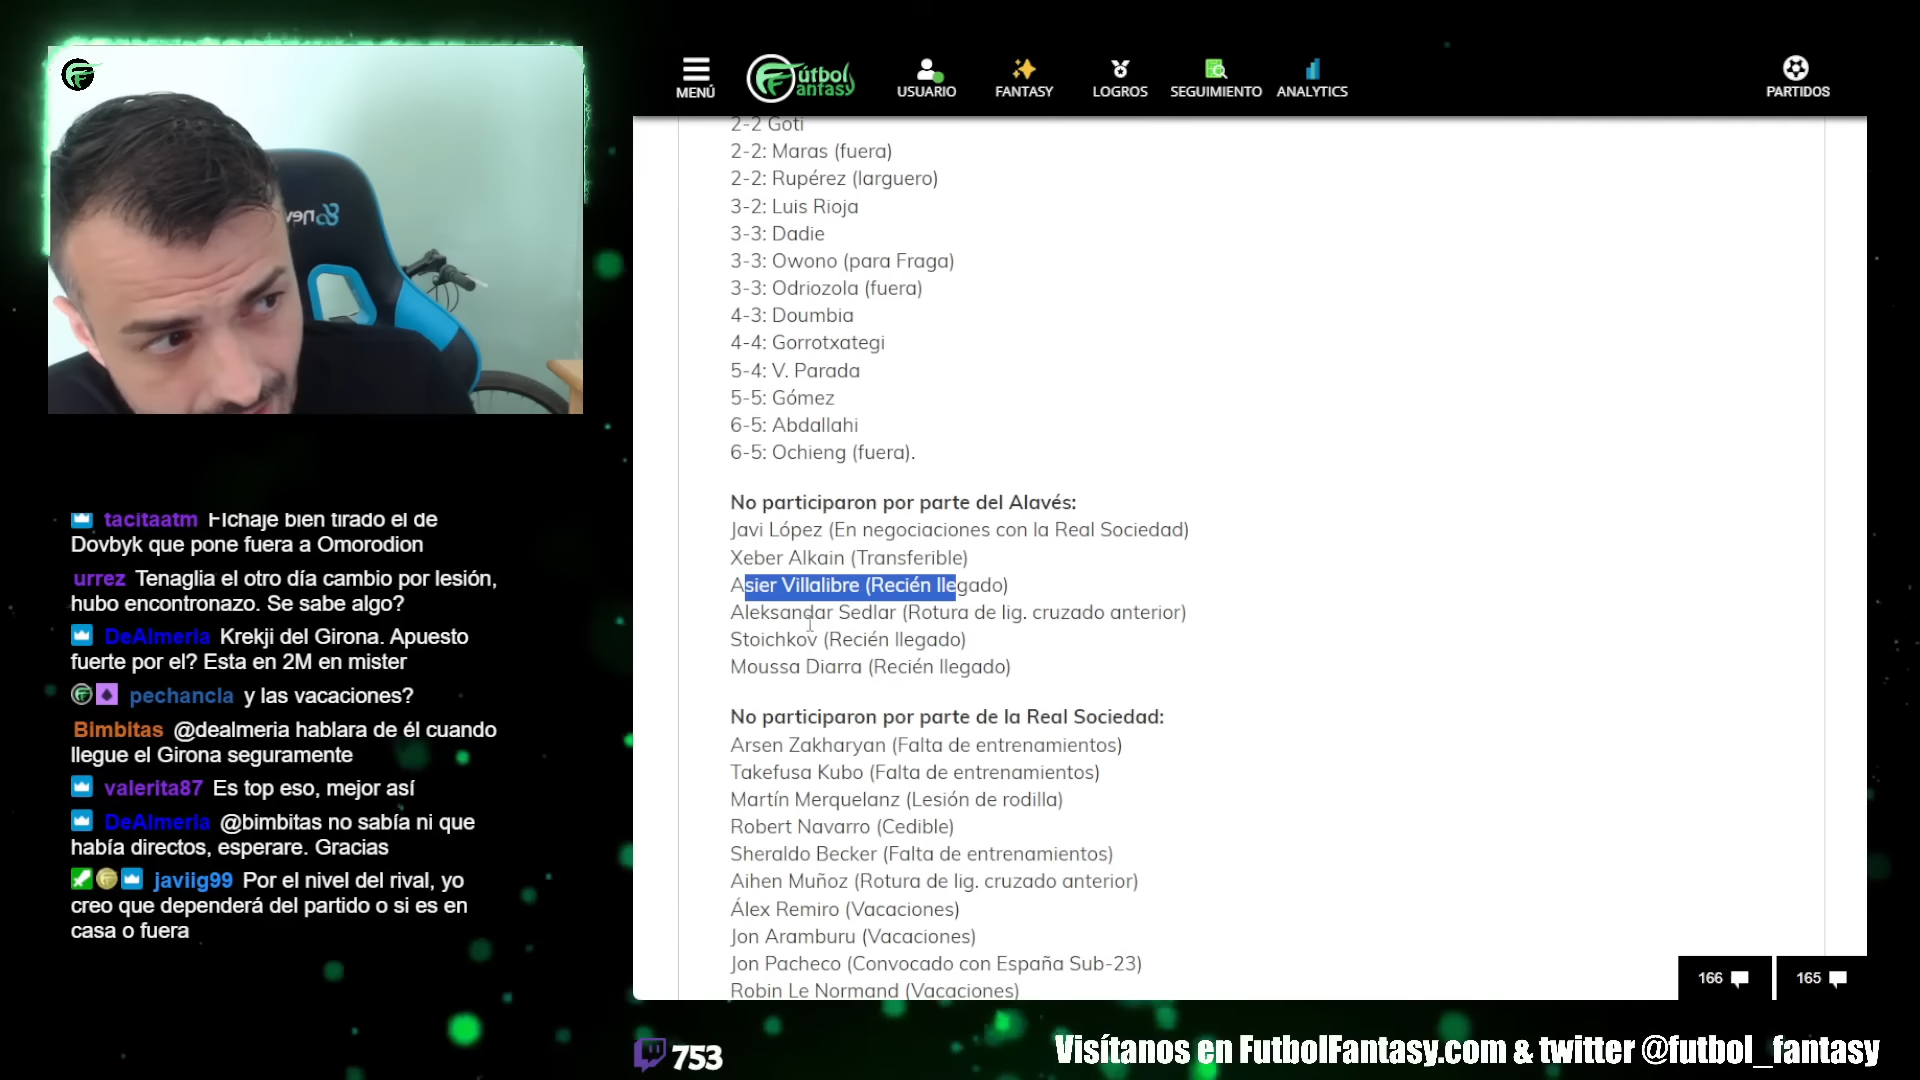 MENÚ
Fútbol
Fantasy
USUARIO
FANTASY
LOGROS
SEGUIMIENTO
ANALYTICS
PARTIDOS
2-2 Goti
2-2: Maras (fuera)
2-2: Rupérez (larguero)
3-2: Luis Rioja
3-3: Dadie
3-3: Owono (para Fraga)
3-3: Odriozola (fuera)
4-3: Doumbia
4-4: Gorrotxategi
5-4: V. Parada
5-5: Gómez
6-5: Abdallahi
6-5: Ochieng (fuera).
No participaron por parte del Alavés:
Javi López (En negociaciones con la Real Sociedad)
Xeber Alkain (Transferible)
Asier Villalibre (Recién llegado)
Aleksandar Sedlar (Rotura de lig. cruzado anterior)
Stoichkov (Recién llegado)
Moussa Diarra (Recién llegado)
No participaron por parte de la Real Sociedad:
Arsen Zakharyan (Falta de entrenamientos)
Takefusa Kubo (Falta de entrenamientos)
Martín Merquelanz (Lesión de rodilla)
Robert Navarro (Cedible)
Sheraldo Becker (Falta de entrenamientos)
Aihen Muñoz (Rotura de lig. cruzado anterior)
Álex Remiro (Vacaciones)
Jon Aramburu (Vacaciones)
Jon Pacheco (Convocado con España Sub-23)
Robin Le Normand (Vacaciones)
166
165
tacitaatm Fichaje bien tirado el de
Dovbyk que pone fuera a Omorodion
urrez Tenaglia el otro día cambio por lesión,
hubo encontronazo. Se sabe algo?
DeAlmeria Krekji del Girona. Apuesto
fuerte por el? Esta en 2M en mister
pechancla y las vacaciones?
Bimbitas @dealmeria hablara de él cuando
llegue el Girona seguramente
valerita87 Es top eso, mejor así
DeAlmeria @bimbitas no sabía ni que
había directos, esperare. Gracias
javiig99 Por el nivel del rival, yo
creo que dependerá del partido o si es en
casa o fuera
753
Visítanos en FutbolFantasy.com & twitter @futbol_fantasy